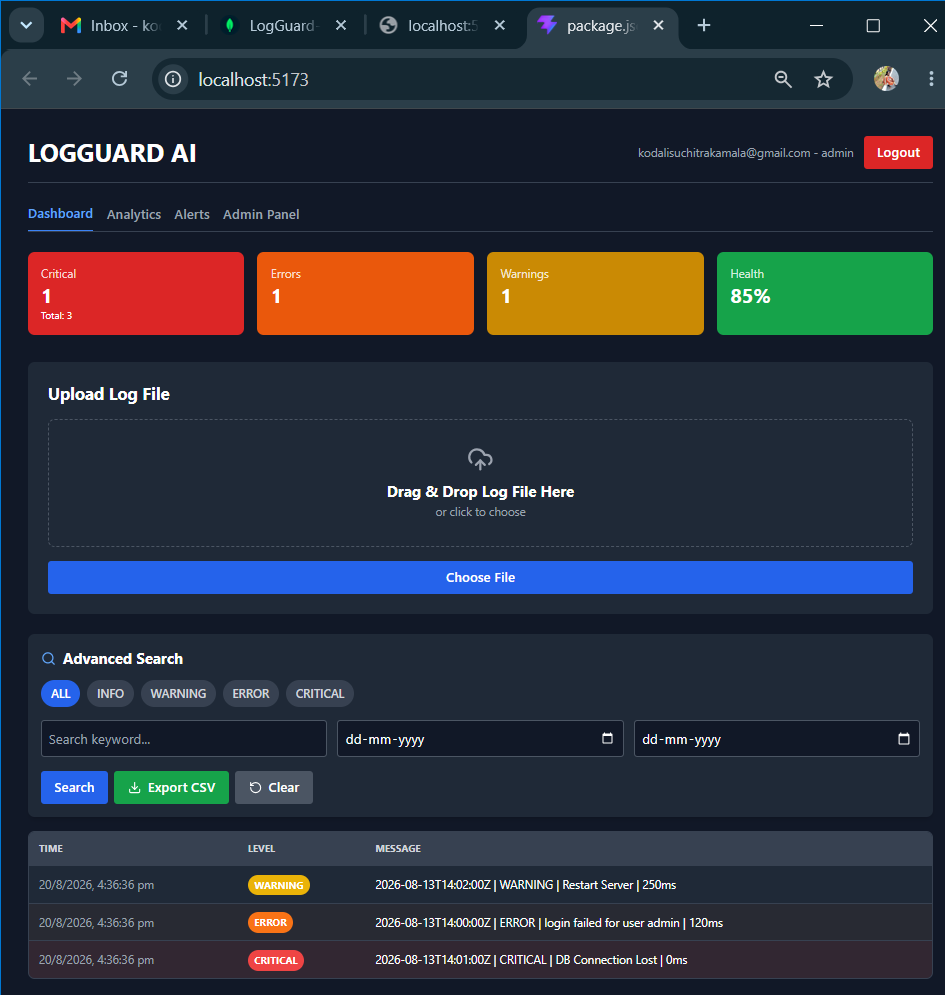 Inbox - ko
LogGuard-
localhost:5
package.js
localhost:5173
LOGGUARD AI
kodalisuchitrakamala@gmail.com - admin
Logout
Dashboard Analytics Alerts Admin Panel
Critical
1
Total: 3
Errors
1
Warnings
1
Health
85%
Upload Log File
Drag & Drop Log File Here
or click to choose
Choose File
Advanced Search
ALL INFO WARNING ERROR CRITICAL
Search keyword... dd-mm-yyyy dd-mm-yyyy
Search Export CSV Clear
TIME LEVEL MESSAGE
20/8/2026, 4:36:36 pm WARNING 2026-08-13T14:02:00Z | WARNING | Restart Server | 250ms
20/8/2026, 4:36:36 pm ERROR 2026-08-13T14:00:00Z | ERROR | login failed for user admin | 120ms
20/8/2026, 4:36:36 pm CRITICAL 2026-08-13T14:01:00Z | CRITICAL | DB Connection Lost | 0ms